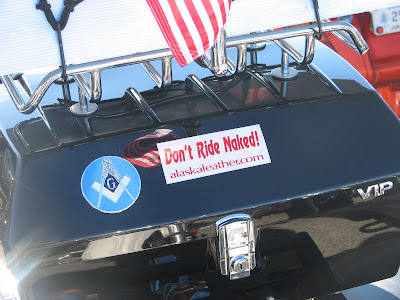 Don't Ride Naked!
alaskaleather.com
G
VIP